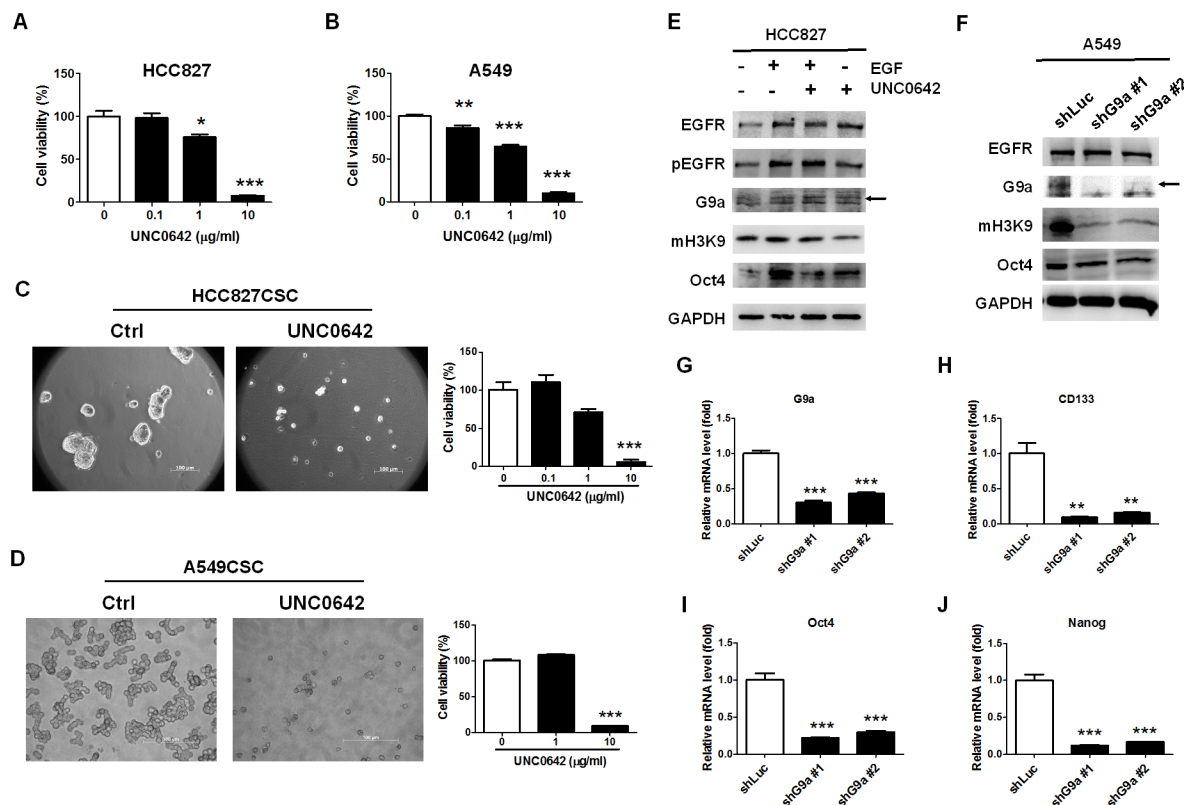 A
HCC827
Cell viability (%)
150
100
50
0
0 0.1 1 10
* ***
UNC0642 (μg/ml)
B
A549
Cell viability (%)
150
100
50
0
0 0.1 1 10
** *** ***
UNC0642 (μg/ml)
C
HCC827CSC
Ctrl UNC0642
100 μm
100 μm
Cell viability (%)
150
100
50
0
0 0.1 1 10
***
UNC0642 (μg/ml)
D
A549CSC
Ctrl UNC0642
Cell viability (%)
150
100
50
0
0 1 10
***
UNC0642 (μg/ml)
E
HCC827
- + + - EGF
- - + + UNC0642
EGFR
pEGFR
G9a
mH3K9
Oct4
GAPDH
F
A549
shLuc shG9a #1 shG9a #2
EGFR
G9a
mH3K9
Oct4
GAPDH
G
G9a
Relative mRNA level (fold)
1.5
1.0
0.5
0.0
*** ***
shLuc shG9a #1 shG9a #2
H
CD133
Relative mRNA level (fold)
1.5
1.0
0.5
0.0
** **
shLuc shG9a #1 shG9a #2
I
Oct4
Relative mRNA level (fold)
1.5
1.0
0.5
0.0
*** ***
shLuc shG9a #1 shG9a #2
J
Nanog
Relative mRNA level (fold)
1.5
1.0
0.5
0.0
*** ***
shLuc shG9a #1 shG9a #2